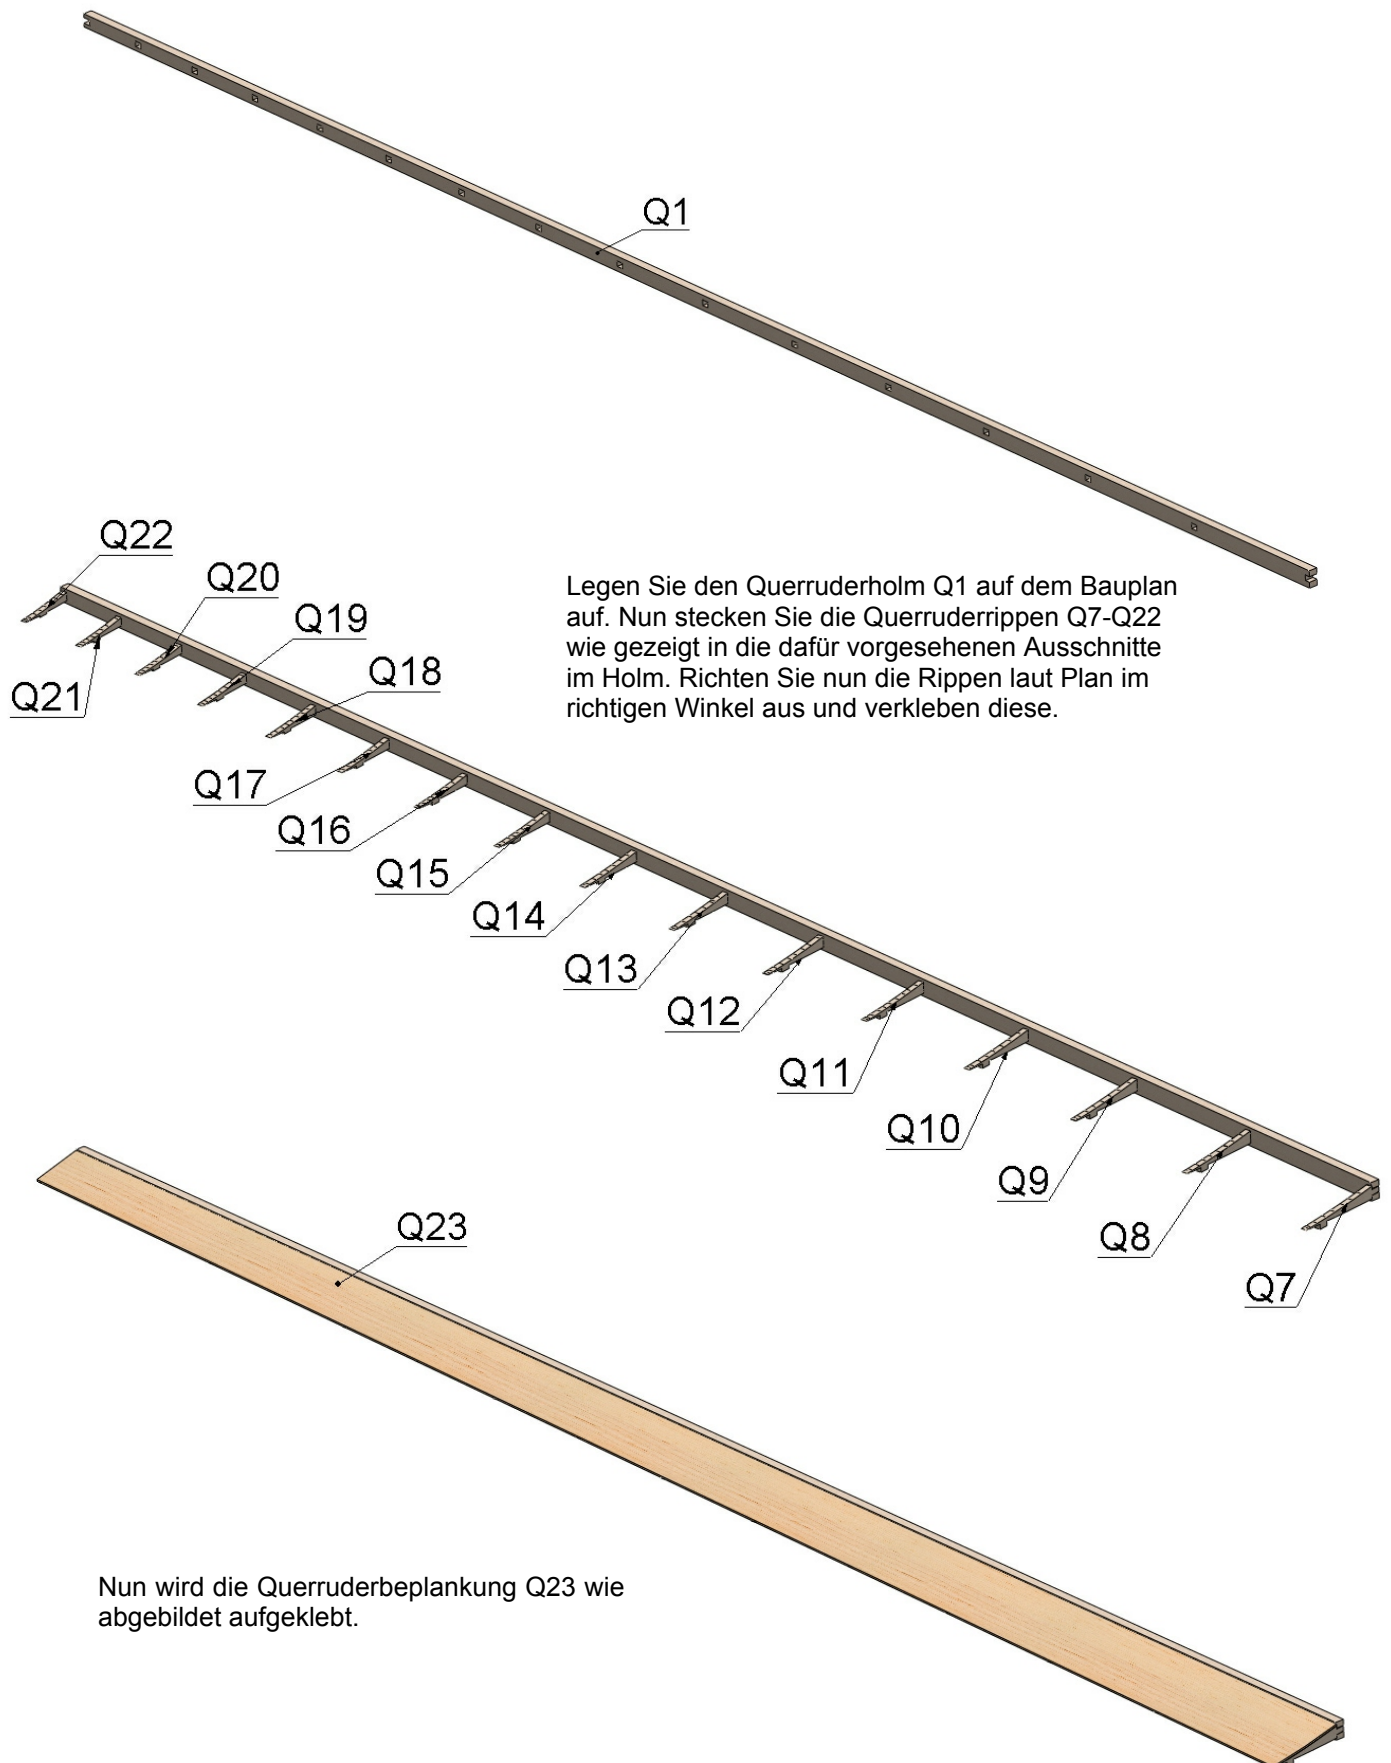 Q1
Legen Sie den Querruderholm Q1 auf dem Bauplan
auf. Nun stecken Sie die Querruderrippen Q7-Q22
wie gezeigt in die dafür vorgesehenen Ausschnitte
im Holm. Richten Sie nun die Rippen laut Plan im
richtigen Winkel aus und verkleben diese.
Q22
Q20
Q19
Q18
Q21
Q17
Q16
Q15
Q14
Q13
Q12
Q11
Q10
Q9
Q8
Q7
Q23
Nun wird die Querruderbeplankung Q23 wie
abgebildet aufgeklebt.